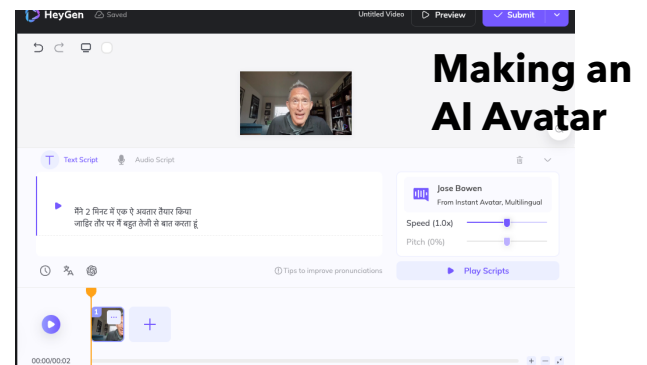 HeyGen
Saved
Untitled Video
Preview
Submit
Making an
AI Avatar
Text Script
Audio Script
Jose Bowen
From Instant Avatar, Multilingual
मैंने 2 मिनट में एक ऐ अवतार तैयार किया
जाहिर तौर पर मैं बहुत तेजी से बात करता हूं
Speed (1.0x)
Pitch (0%)
Tips to improve pronunciations
Play Scripts
1
00:00/00:02